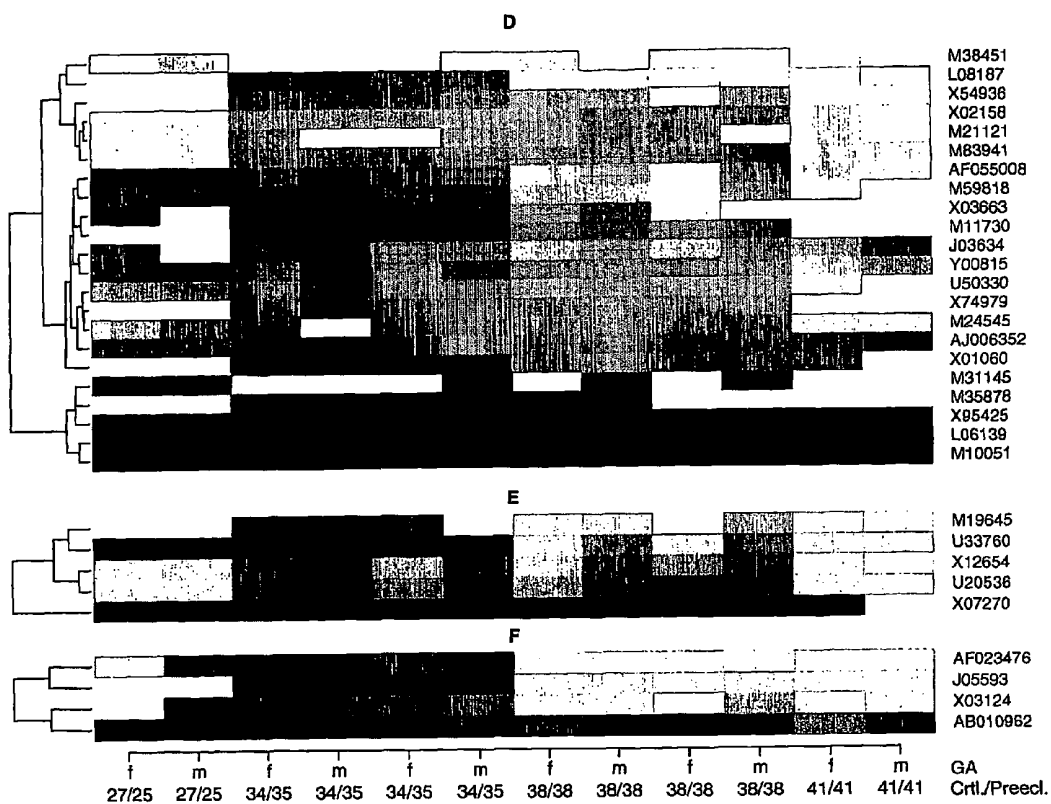 D
M38451
L08187
X54936
X02158
M21121
M83941
AF055008
M59818
X03663
M11730
J03634
Y00815
U50330
X74979
M24545
AJ006352
X01060
M31145
M35878
X95425
L06139
M10051
E
M19645
U33760
X12654
U20536
X07270
F
AF023476
J05593
X03124
AB010962
f m f m f m f m f m f m GA
27/25 27/25 34/35 34/35 34/35 34/35 38/38 38/38 38/38 38/38 41/41 41/41 Crtl./Preecl.